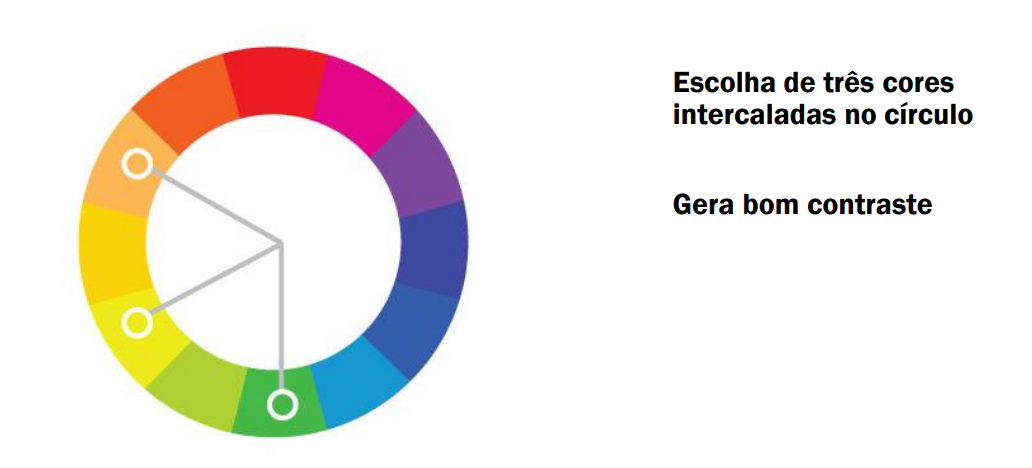 Escolha de três cores
intercaladas no círculo
Gera bom contraste